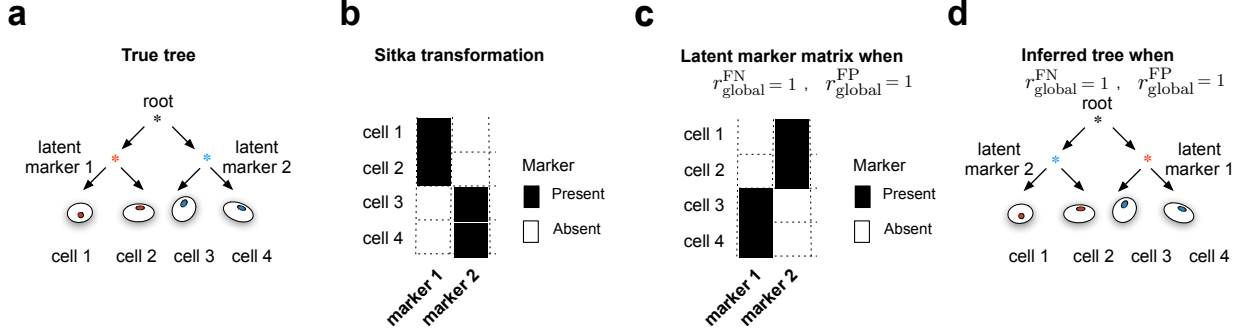 a
True tree
root
*
latent
marker 1
*
*
latent
marker 2
cell 1
cell 2
cell 3
cell 4
b
Sitka transformation
cell 1
cell 2
cell 3
cell 4
marker 1
marker 2
Marker
Present
Absent
c
Latent marker matrix when
r^FN_global = 1 , r^FP_global = 1
cell 1
cell 2
cell 3
cell 4
marker 1
marker 2
Marker
Present
Absent
d
Inferred tree when
r^FN_global = 1 , r^FP_global = 1
root
*
latent
marker 2
*
*
latent
marker 1
cell 1
cell 2
cell 3
cell 4